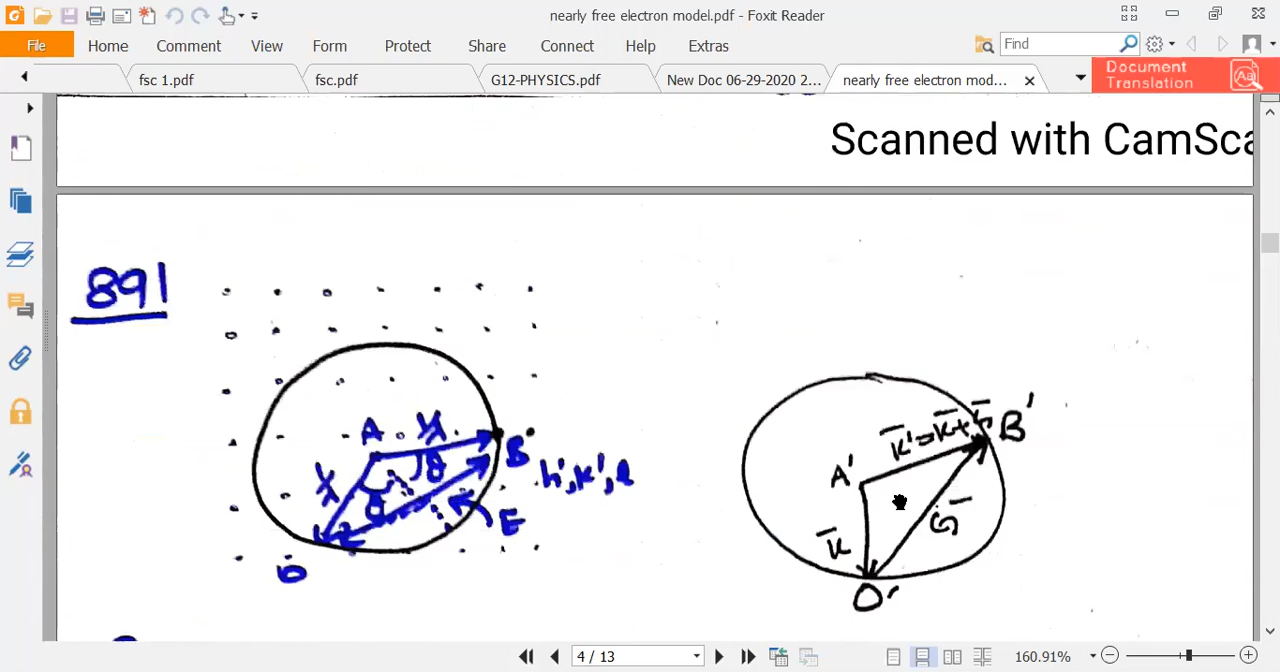 nearly free electron model.pdf - Foxit Reader
File Home Comment View Form Protect Share Connect Help Extras Find
fsc 1.pdf fsc.pdf G12-PHYSICS.pdf New Doc 06-29-2020 2... nearly free electron mod... Document Translation
Scanned with CamSca
891
A 1/λ
B
1/λ θ
θ
h', k', l
E
O
k̄' = k̄ + Ḡ B'
A'
k̄ Ḡ
O'
4 / 13 160.91%